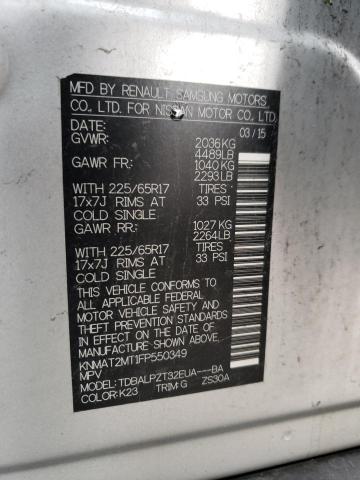 MFD BY RENAULT SAMSUNG MOTORS
CO., LTD. FOR NISSAN MOTOR CO., LTD.
DATE: 03/15
GVWR: 2036KG
4489LB
GAWR FR: 1040KG
2293LB
WITH 225/65R17 TIRES
17x7J RIMS AT 33 PSI
COLD SINGLE
GAWR RR: 1027KG
2264LB
WITH 225/65R17 TIRES
17x7J RIMS AT 33 PSI
COLD SINGLE
THIS VEHICLE CONFORMS TO
ALL APPLICABLE FEDERAL
MOTOR VEHICLE SAFETY,
BUMPER, AND THEFT
PREVENTION STANDARDS IN
EFFECT ON THE DATE OF
MANUFACTURE SHOWN ABOVE.
KNMAT2MT1FP550349
MPV
MODEL: TDBALPZT32EUA---BA
COLOR: K23 TRIM: G ZS30A